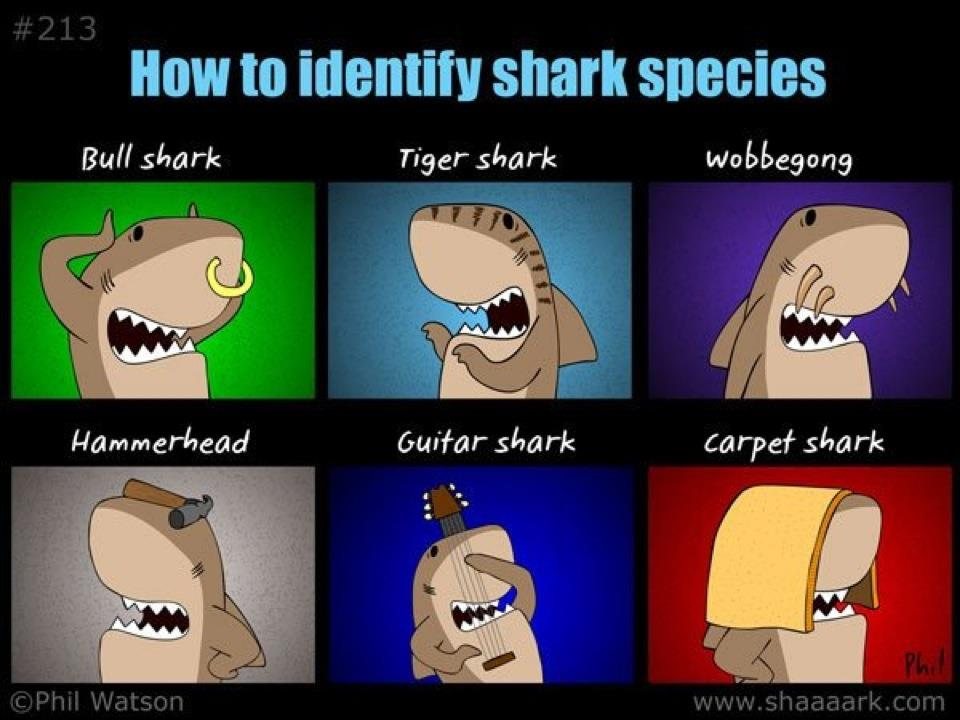 #213
How to identify shark species
Bull shark
Tiger shark
Wobbegong
Hammerhead
Guitar shark
Carpet shark
Phil
©Phil Watson
www.shaaaark.com